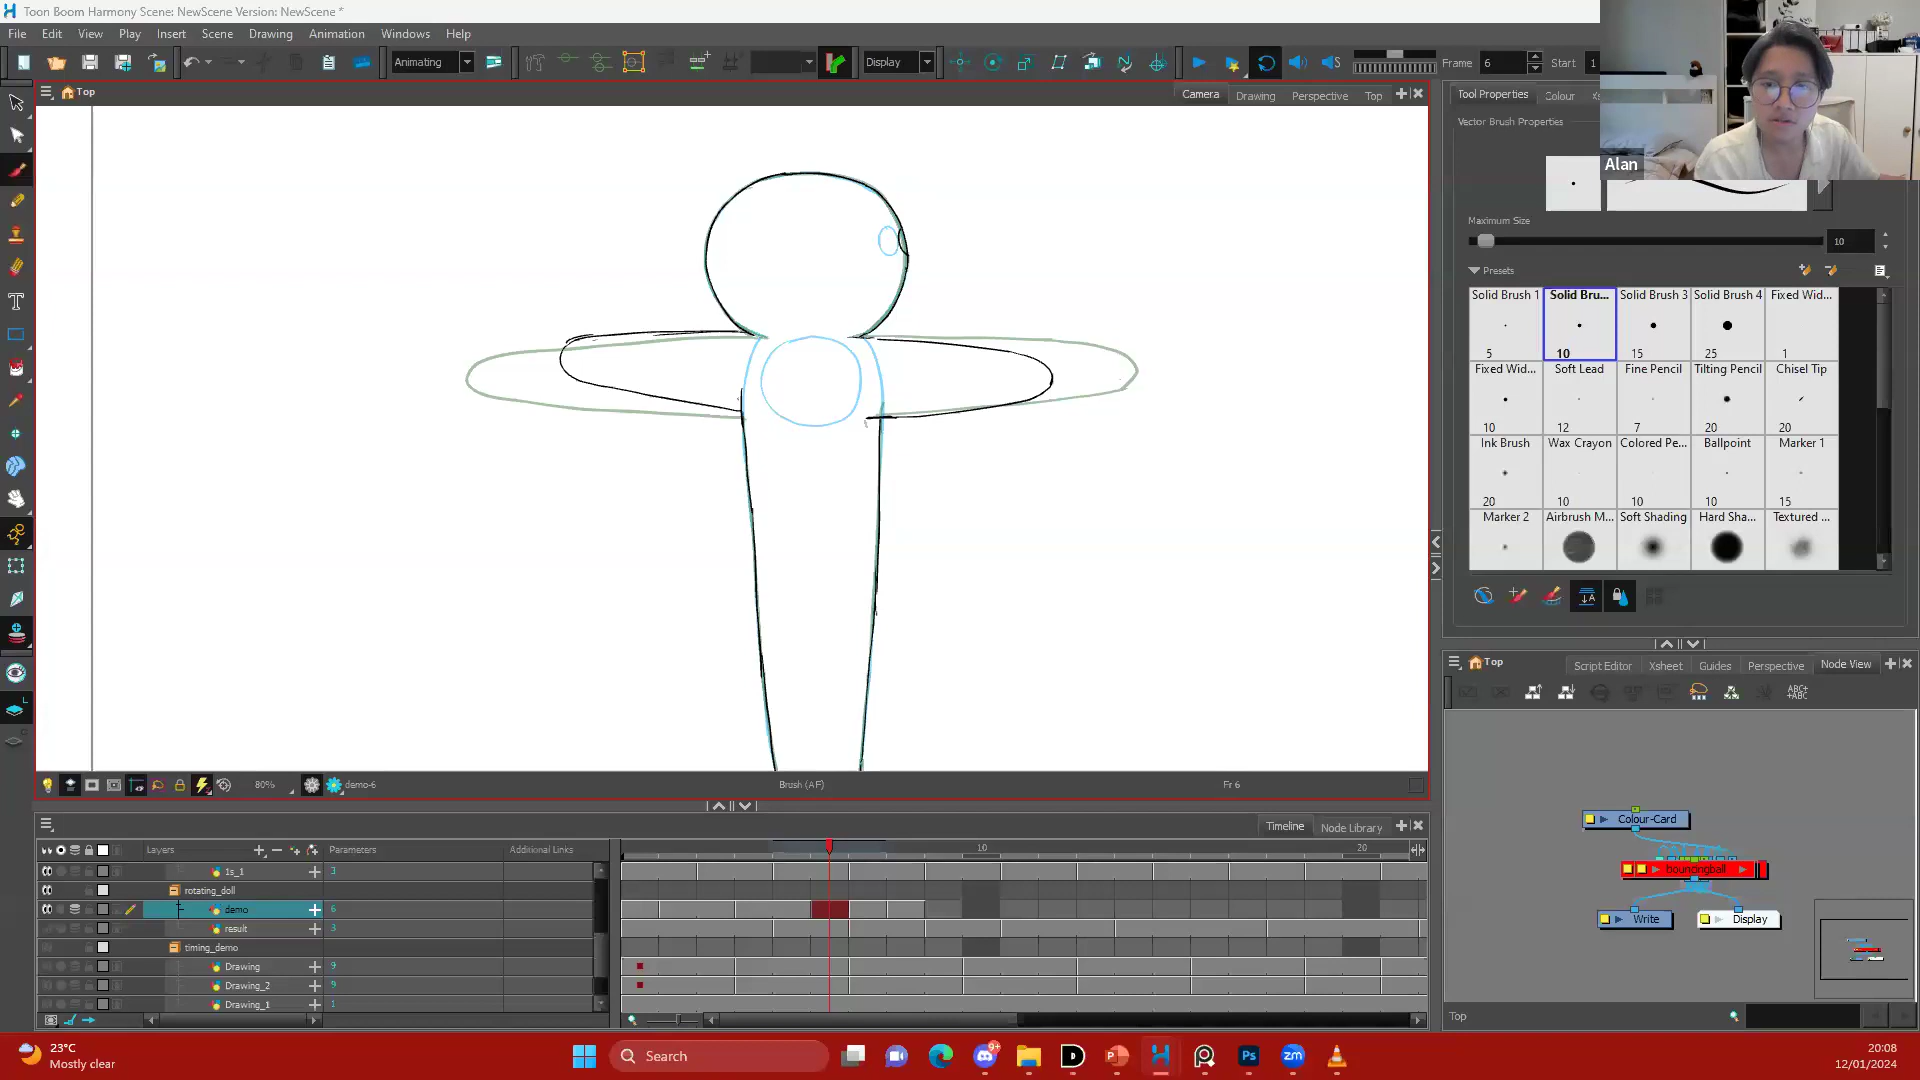 Toon Boom Harmony Scene: NewScene Version: NewScene *
File Edit View Play Insert Scene Drawing Animation Windows Help
Animating
Display
Frame 6 Start 1
Top
Camera Drawing Perspective Top
Tool Properties Colour
Vector Brush Properties
Alan
Maximum Size
10
Presets
Solid Brush 1 Solid Bru... Solid Brush 3 Solid Brush 4 Fixed Wid...
5 10 15 25 1
Fixed Wid... Soft Lead Fine Pencil Tilting Pencil Chisel Tip
10 12 7 20 20
Ink Brush Wax Crayon Colored Pe... Ballpoint Marker 1
20 10 10 10 15
Marker 2 Airbrush M... Soft Shading Hard Sha... Textured ...
Top
Script Editor Xsheet Guides Perspective Node View
ABC+
+ABC
Colour-Card
bouncingball
Write
Display
Top
80%
demo-6
Brush (AF)
Fr 6
Timeline Node Library
Layers Parameters Additional Links
10 20
1s_1 3
rotating_doll
demo 6
result 3
timing_demo
Drawing 9
Drawing_2 9
Drawing_1 1
23°C
Mostly clear
Search
9+
D
P
Ps
zm
20:08
12/01/2024